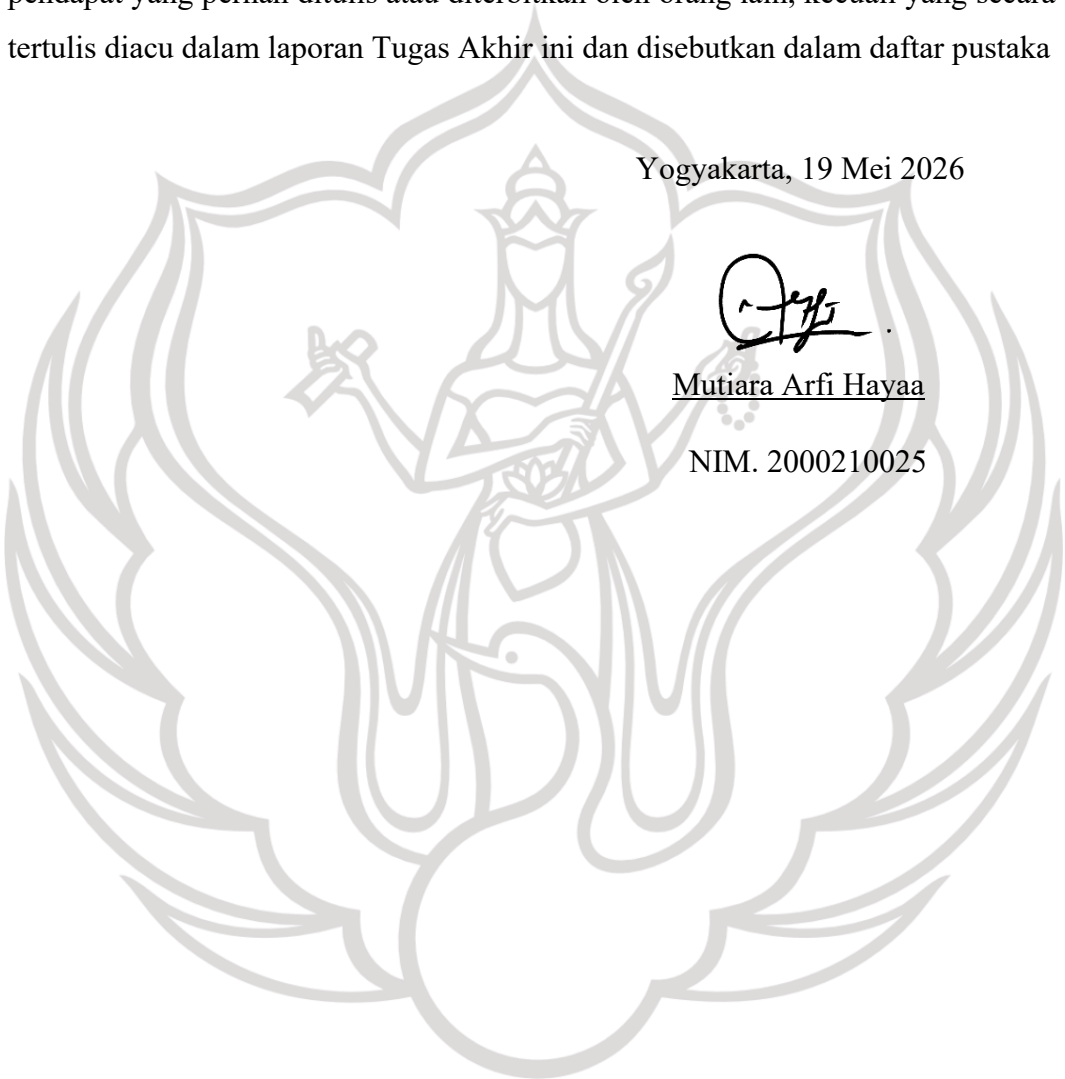 pendapat yang pernah ditulis atau diterbitkan oleh orang lain, kecuali yang secara
tertulis diacu dalam laporan Tugas Akhir ini dan disebutkan dalam daftar pustaka
Yogyakarta, 19 Mei 2026
Mutiara Arfi Hayaa
NIM. 2000210025